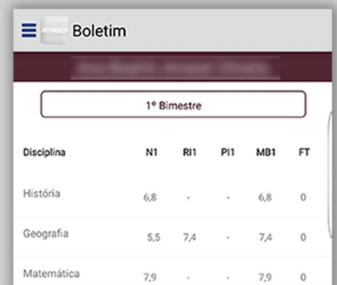 Boletim
1º Bimestre
Disciplina N1 RI1 PI1 MB1 FT
História 6,8 - - 6,8 0
Geografia 5,5 7,4 - 7,4 0
Matemática 7,9 - - 7,9 0